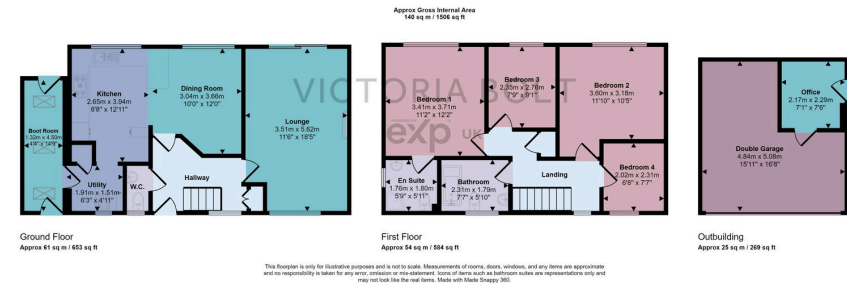 Approx Gross Internal Area
140 sq m / 1506 sq ft
VICTORIA BOLT
exp UK
Kitchen
2.65m x 3.94m
8'8" x 12'11"
Dining Room
3.04m x 3.66m
10'0" x 12'0"
Lounge
3.51m x 5.62m
11'6" x 18'5"
Boot Room
1.32m x 4.50m
4'4" x 14'9"
Utility
1.91m x 1.51m
6'3" x 4'11"
W.C.
Hallway
Bedroom 1
3.41m x 3.71m
11'2" x 12'2"
Bedroom 3
2.35m x 2.76m
7'9" x 9'1"
Bedroom 2
3.60m x 3.18m
11'10" x 10'5"
En Suite
1.76m x 1.80m
5'9" x 5'11"
Bathroom
2.31m x 1.79m
7'7" x 5'10"
Landing
Bedroom 4
2.02m x 2.31m
6'8" x 7'7"
Office
2.17m x 2.29m
7'1" x 7'6"
Double Garage
4.84m x 5.08m
15'11" x 16'8"
Ground Floor
Approx 61 sq m / 653 sq ft
First Floor
Approx 54 sq m / 584 sq ft
Outbuilding
Approx 25 sq m / 269 sq ft
This floorplan is only for illustrative purposes and is not to scale. Measurements of rooms, doors, windows, and any items are approximate
and no responsibility is taken for any error, omission or mis-statement. Icons of items such as bathroom suites are representations only and
may not look like the real items. Made with Made Snappy 360.